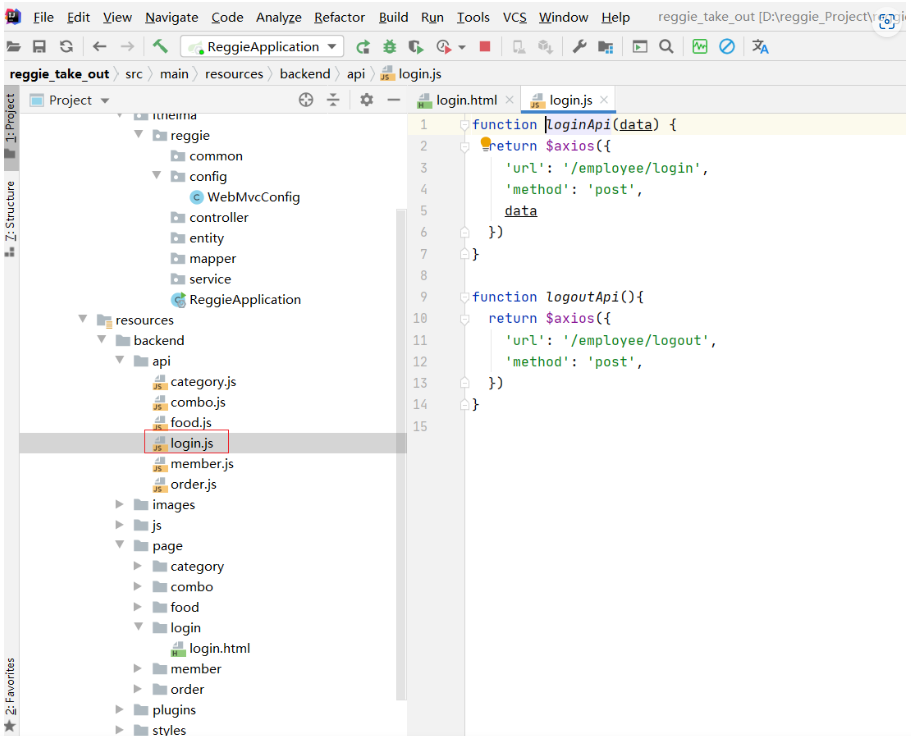 File Edit View Navigate Code Analyze Refactor Build Run Tools VCS Window Help reggie_take_out [D:\reggie_Project\
ReggieApplication
reggie_take_out src main resources backend api login.js
1: Project
7: Structure
2: Favorites
Project
itheima
reggie
common
config
WebMvcConfig
controller
entity
mapper
service
ReggieApplication
resources
backend
api
category.js
combo.js
food.js
login.js
member.js
order.js
images
js
page
category
combo
food
login
login.html
member
order
plugins
styles
login.html login.js
1 function loginApi(data) {
2 return $axios({
3 'url': '/employee/login',
4 'method': 'post',
5 data
6 })
7 }
8
9 function logoutApi(){
10 return $axios({
11 'url': '/employee/logout',
12 'method': 'post',
13 })
14 }
15